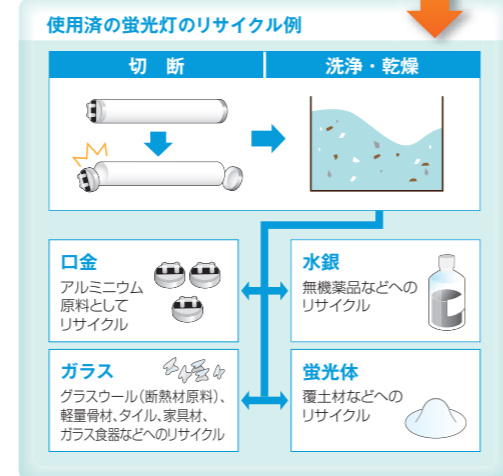 使用済の蛍光灯のリサイクル例
切　断
洗浄・乾燥
口金
アルミニウム
原料として
リサイクル
水銀
無機薬品などへの
リサイクル
ガラス
グラスウール（断熱材原料）、
軽量骨材、タイル、家具材、
ガラス食器などへのリサイクル
蛍光体
覆土材などへの
リサイクル